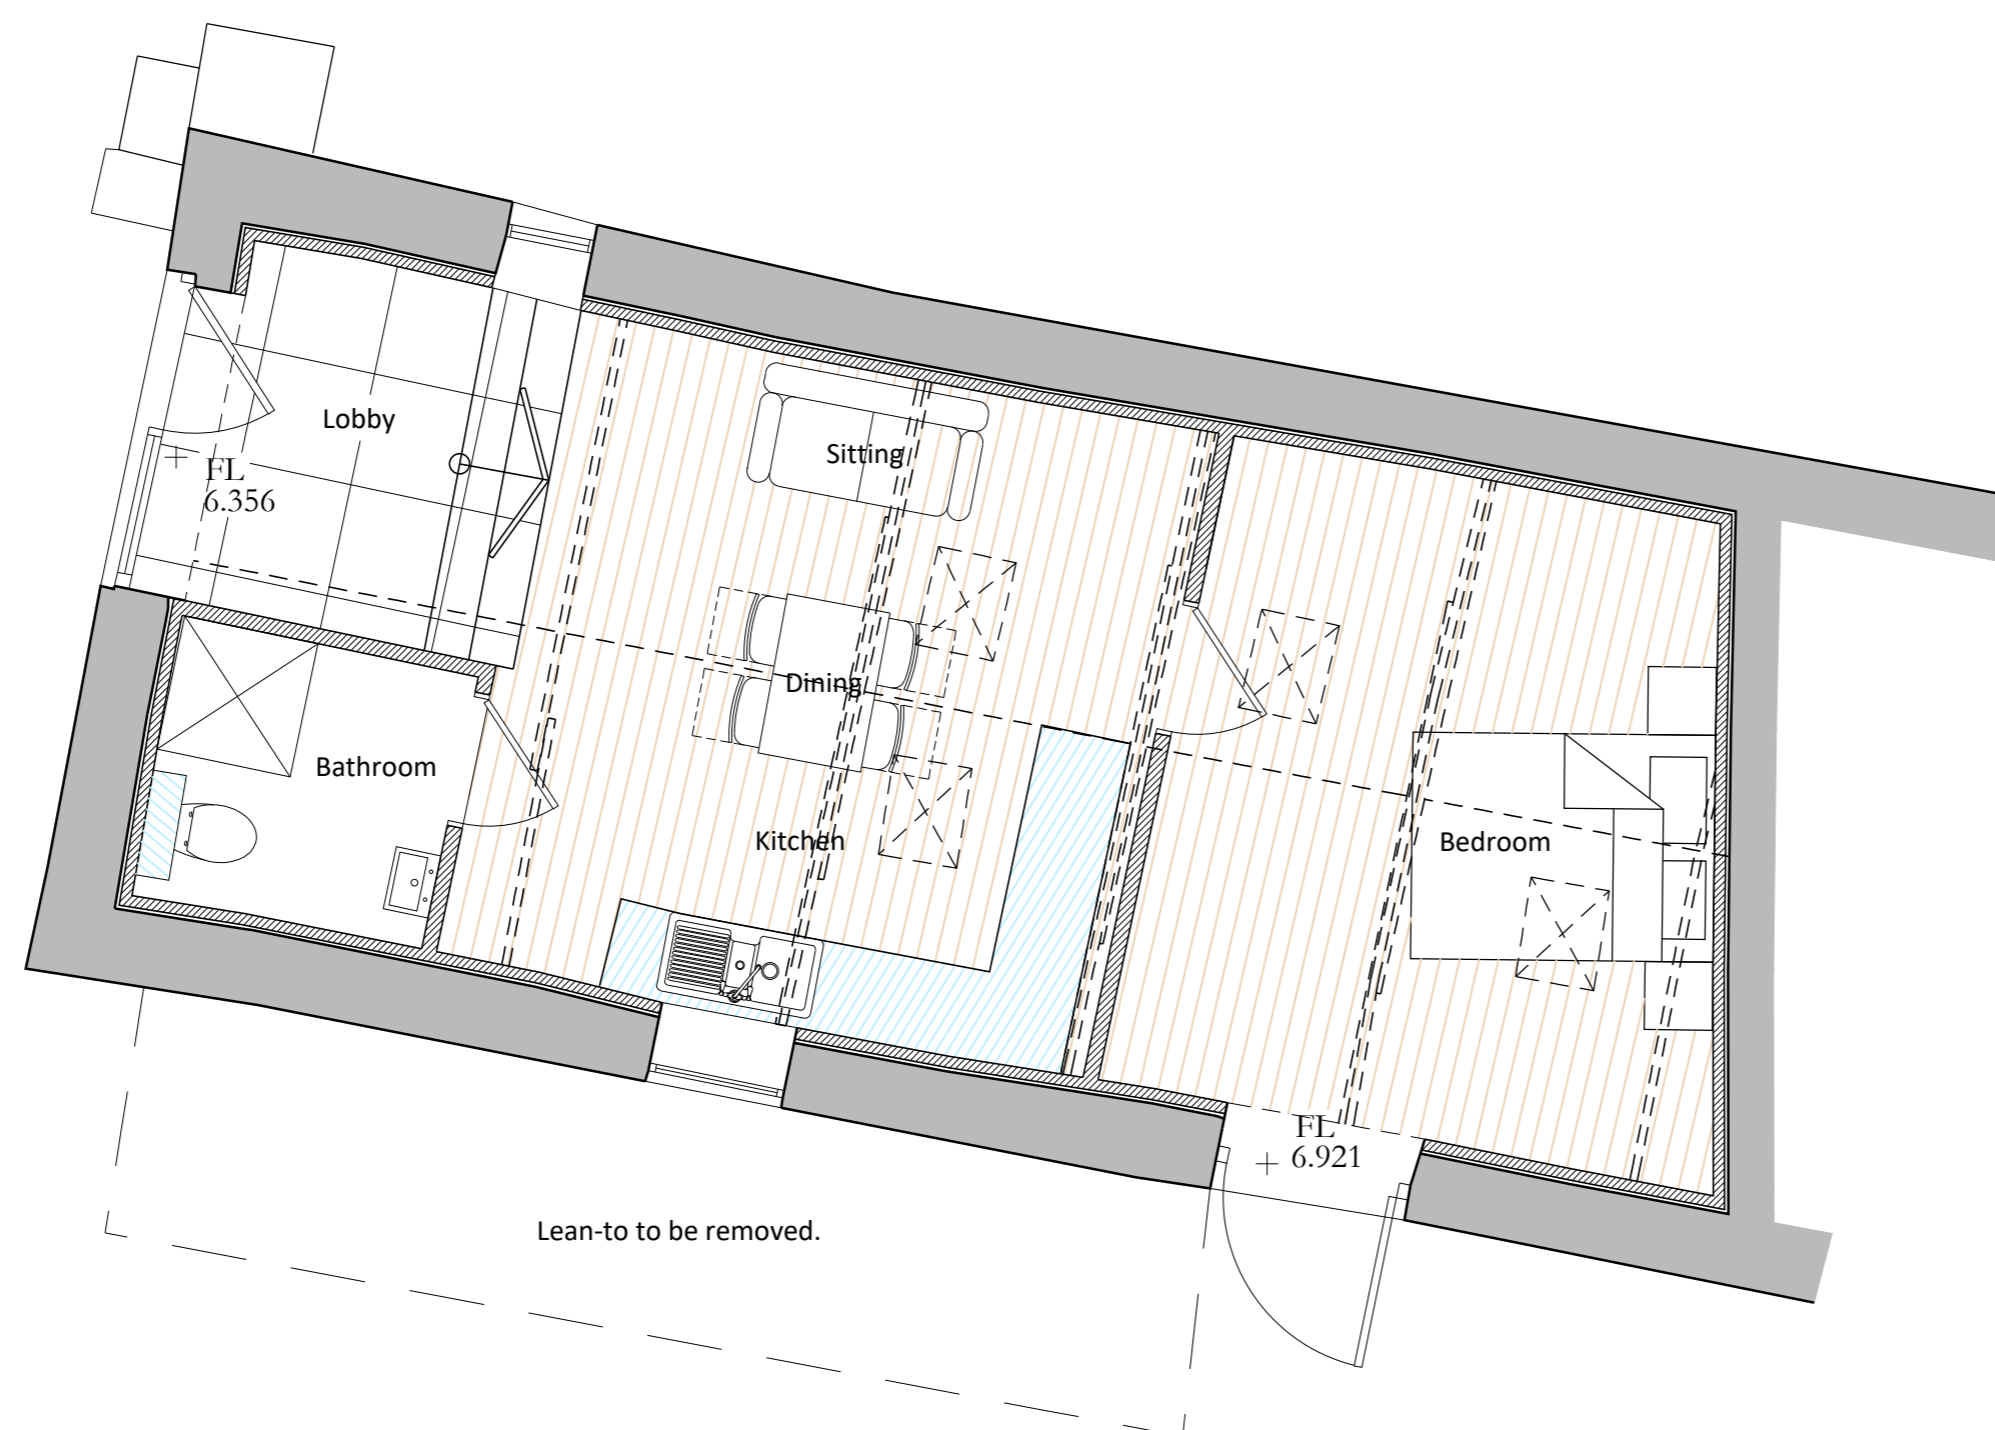 Lobby
FL
6.356
Sitting
Dining
Bathroom
Kitchen
Bedroom
FL
6.921
Lean-to to be removed.